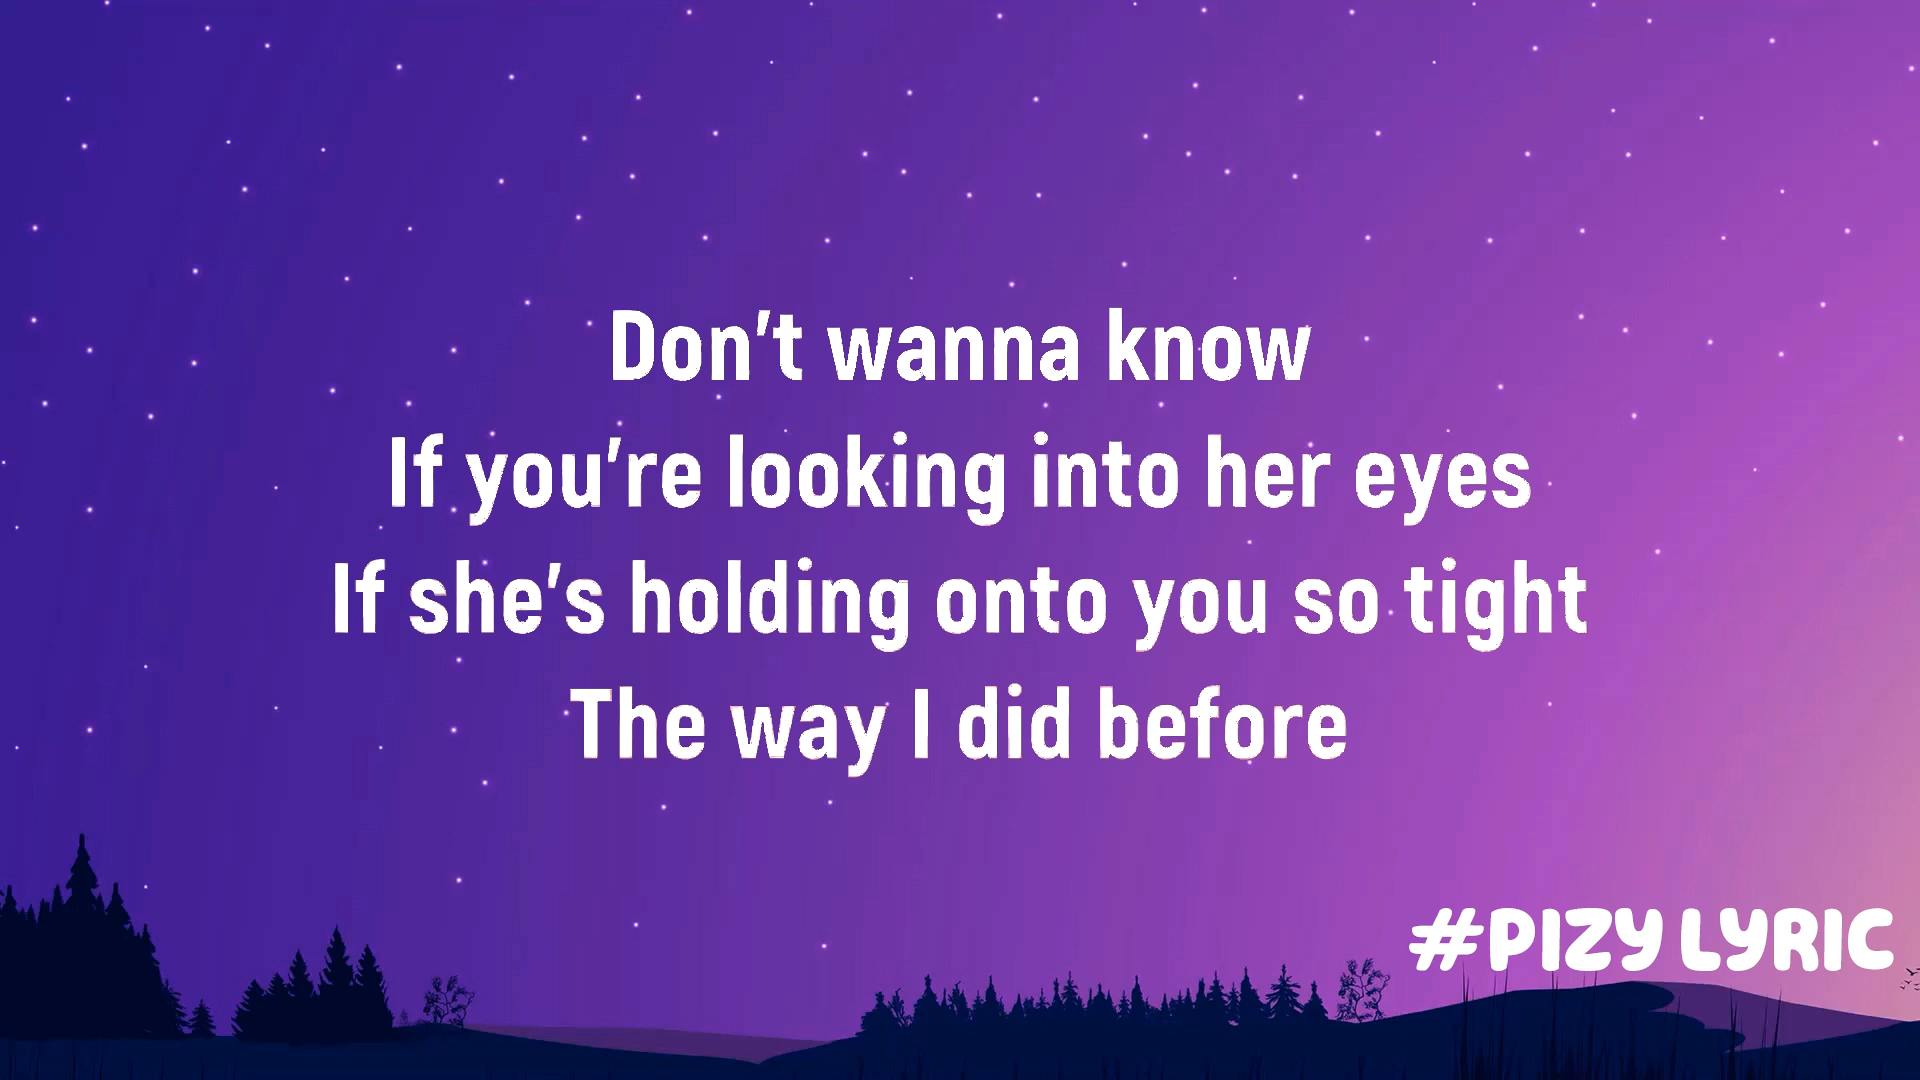 Don't wanna know
If you're looking into her eyes
If she's holding onto you so tight
The way I did before
#PIZY LYRIC